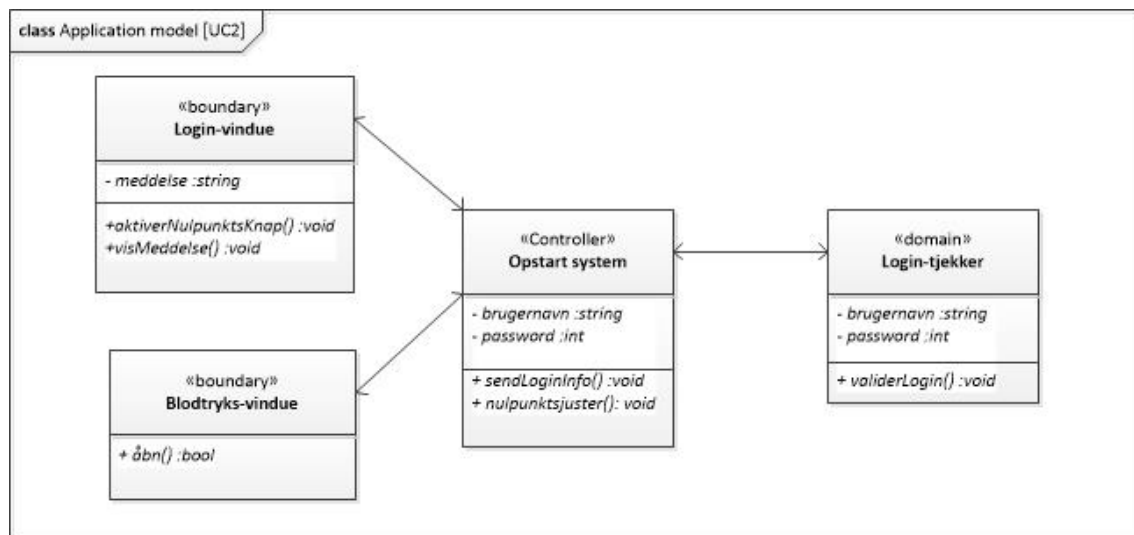 class Application model [UC2]
«boundary»
Login-vindue
- meddelse :string
+aktiverNulpunktsKnap() :void
+visMeddelse() :void
«boundary»
Blodtryks-vindue
+ åbn() :bool
«Controller»
Opstart system
- brugernavn :string
- password :int
+ sendLoginInfo() :void
+ nulpunktsjuster(): void
«domain»
Login-tjekker
- brugernavn :string
- password :int
+ validerLogin() :void